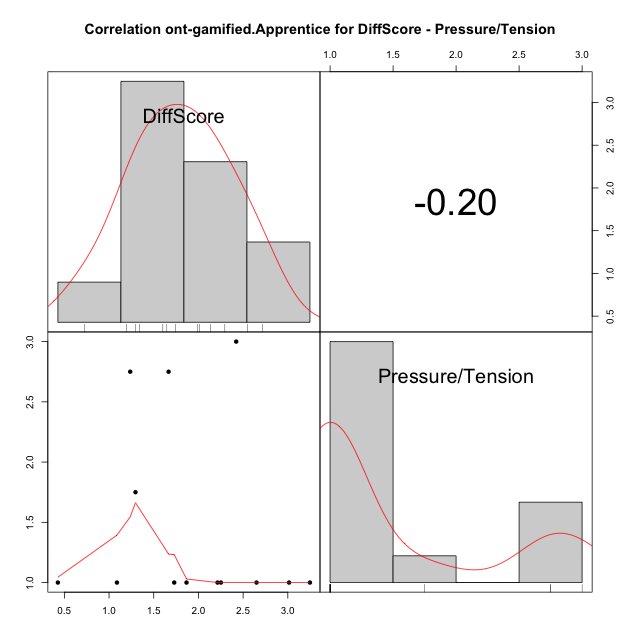 Correlation ont-gamified.Apprentice for DiffScore - Pressure/Tension
1.0 1.5 2.0 2.5 3.0
DiffScore
-0.20
3.0
2.5
2.0
1.5
1.0
0.5
Pressure/Tension
3.0
2.5
2.0
1.5
1.0
0.5 1.0 1.5 2.0 2.5 3.0